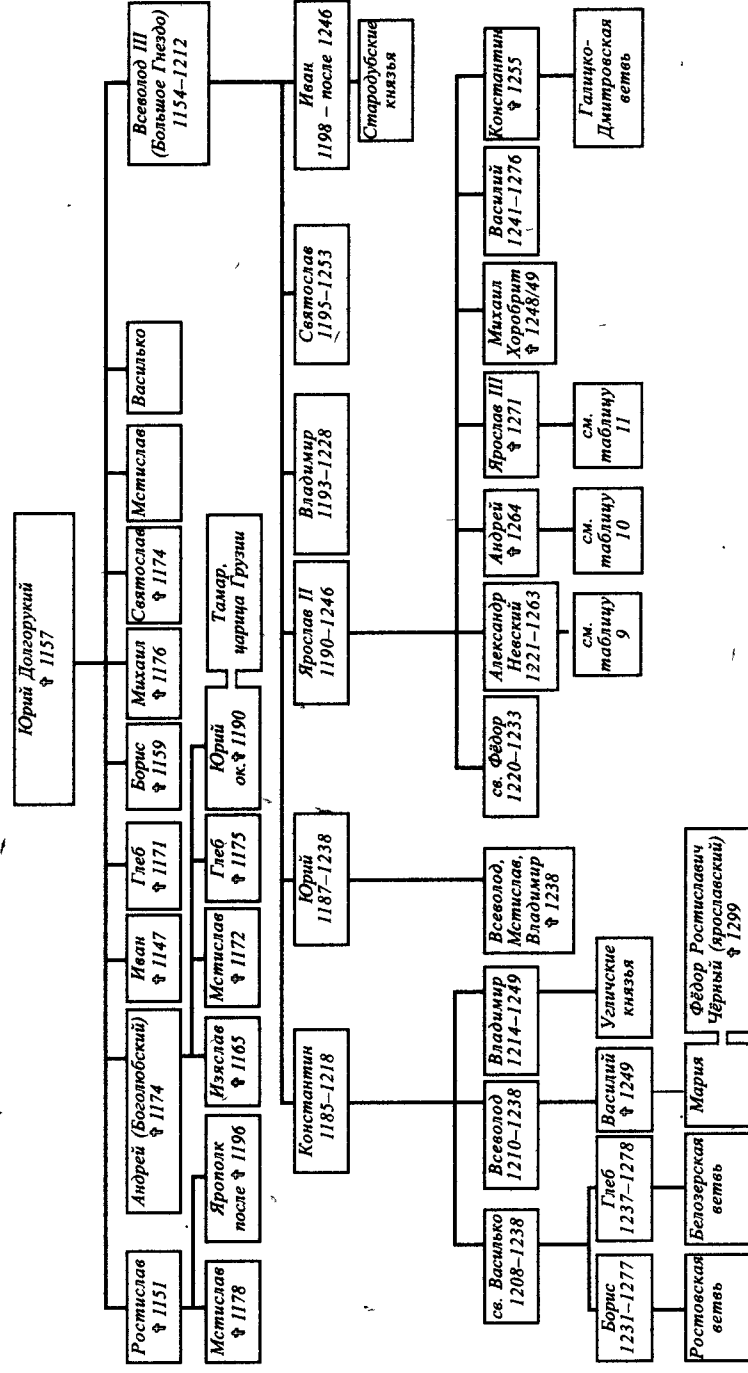 Юрий Долгорукий
✞ 1157
Ростислав
✞ 1151
Андрей (Боголюбский)
✞ 1174
Иван
✞ 1147
Глеб
✞ 1171
Борис
✞ 1159
Михаил
✞ 1176
Святослав
✞ 1174
Мстислав
Василько
Всеволод III
(Большое Гнездо)
1154–1212
Мстислав
✞ 1178
Ярополк
после ✞ 1196
Изяслав
✞ 1165
Мстислав
✞ 1172
Глеб
✞ 1175
Юрий
ок.✞ 1190
Тамар,
царица Грузии
Константин
1185–1218
Юрий
1187–1238
Ярослав II
1190–1246
Владимир
1193–1228
Святослав
1195–1253
Иван
1198 – после 1246
Стародубские
князья
св. Василько
1208–1238
Всеволод
1210–1238
Владимир
1214–1249
Всеволод,
Мстислав,
Владимир
✞ 1238
св. Фёдор
1220–1233
Александр
Невский
1221–1263
Андрей
✞ 1264
Ярослав III
✞ 1271
Михаил
Хоробрит
✞ 1248/49
Василий
1241–1276
Константин
✞ 1255
Борис
1231–1277
Глеб
1237–1278
Василий
✞ 1249
Угличские
князья
см.
таблицу
9
см.
таблицу
10
см.
таблицу
11
Галицко-
Дмитровская
ветвь
Ростовская
ветвь
Белозерская
ветвь
Мария
Фёдор Ростиславич
Чёрный (ярославский)
✞ 1299